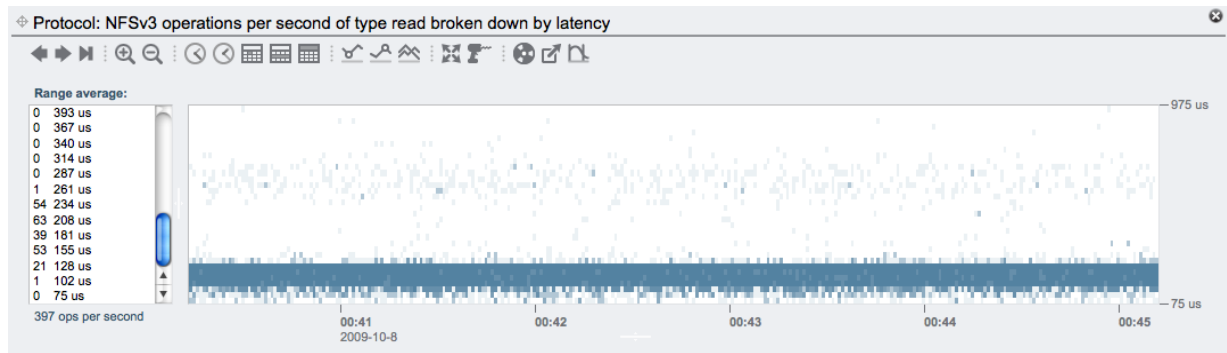 Protocol: NFSv3 operations per second of type read broken down by latency
Range average:
0 393 us
0 367 us
0 340 us
0 314 us
0 287 us
1 261 us
54 234 us
63 208 us
39 181 us
53 155 us
21 128 us
1 102 us
0 75 us
397 ops per second
975 us
75 us
00:41 00:42 00:43 00:44 00:45
2009-10-8